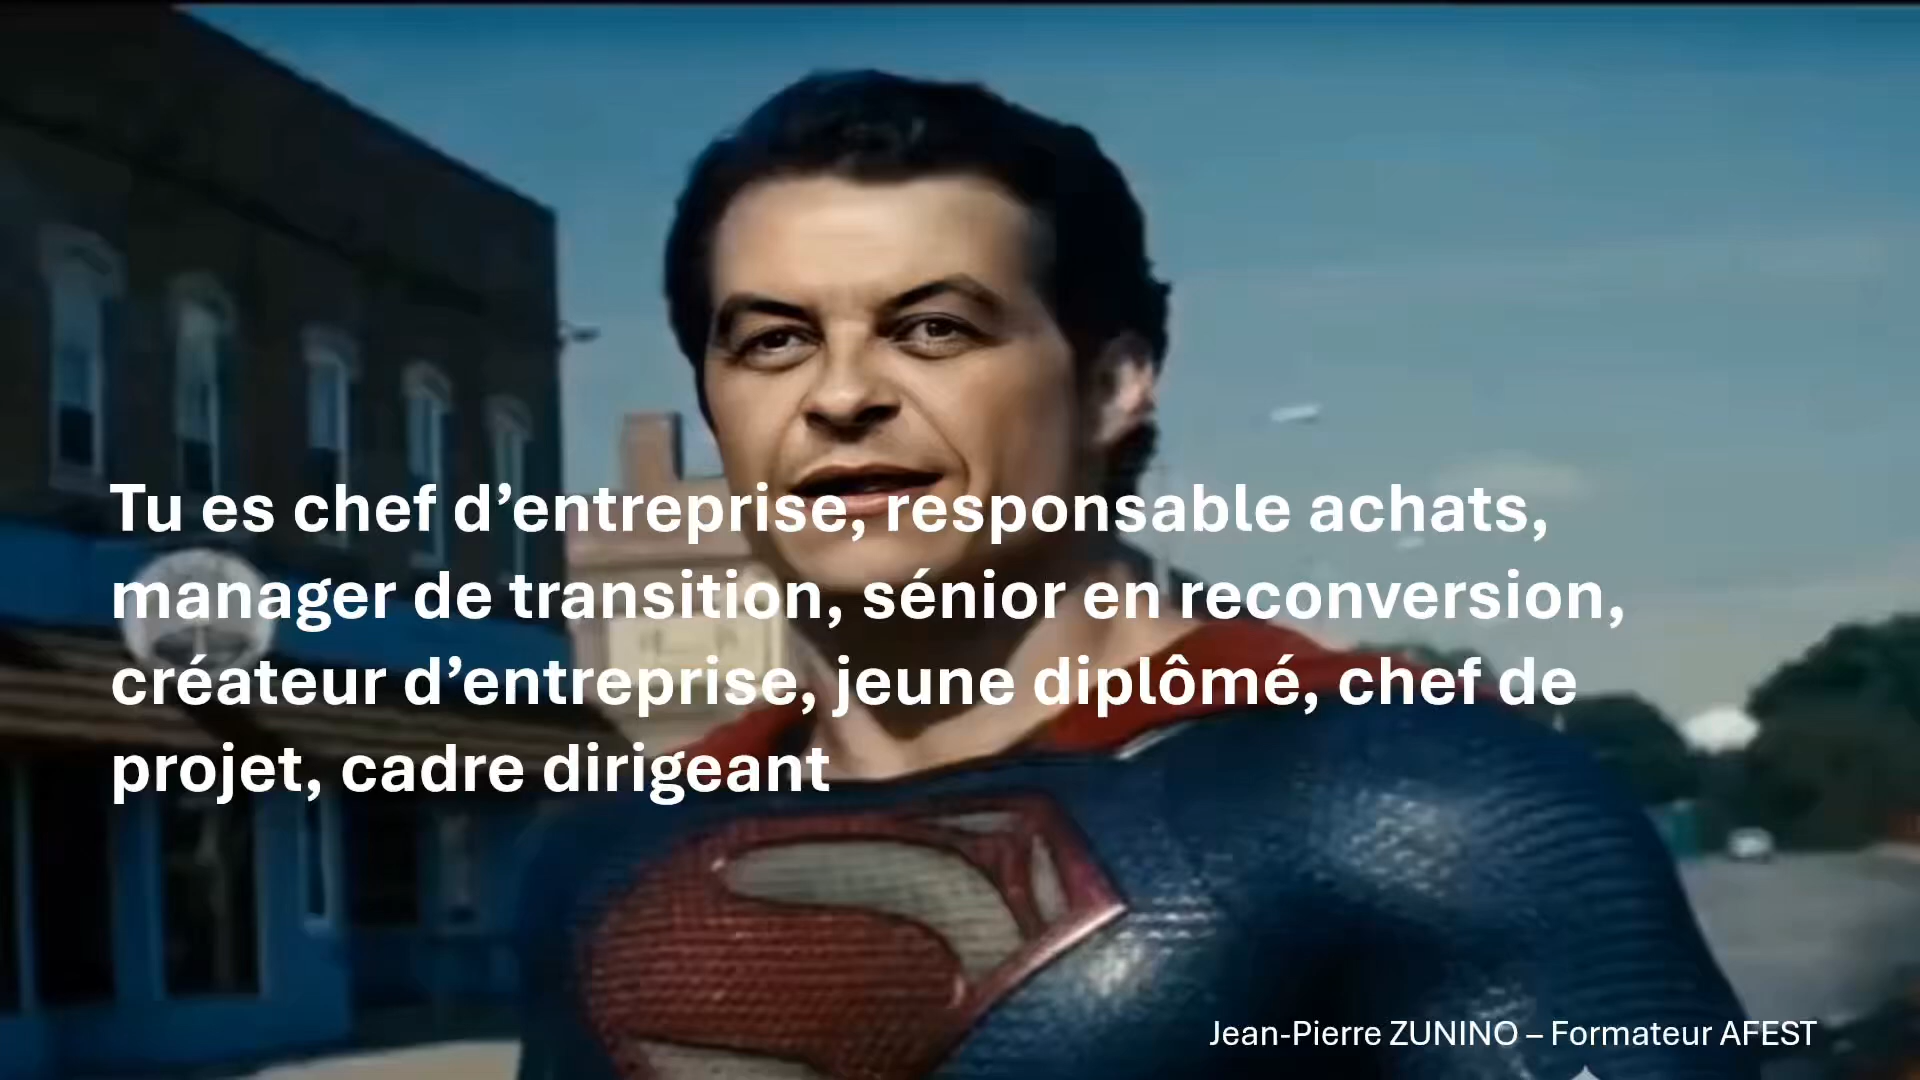 Tu es chef d’entreprise, responsable achats,
manager de transition, sénior en reconversion,
créateur d’entreprise, jeune diplômé, chef de
projet, cadre dirigeant
Jean-Pierre ZUNINO – Formateur AFEST